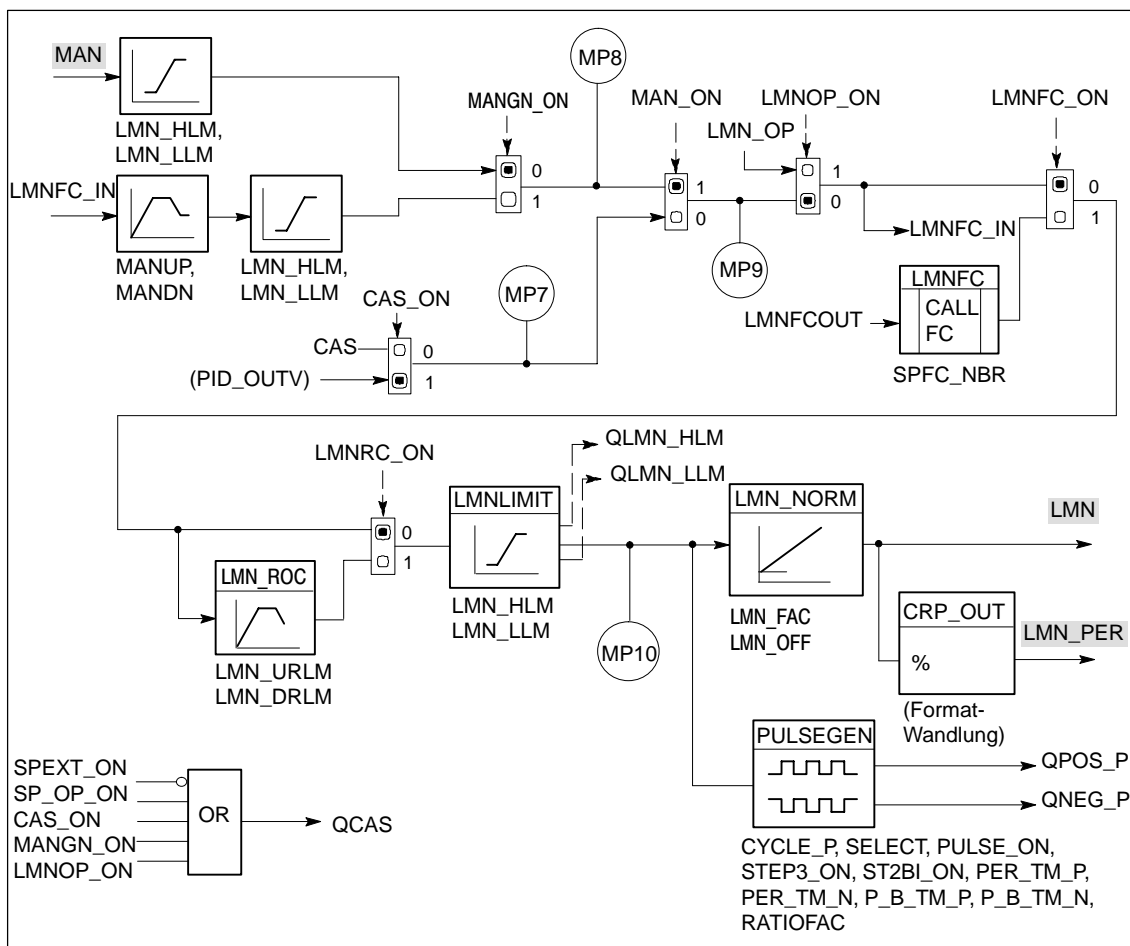 MAN
LMN_HLM,
LMN_LLM
MP8
MANGN_ON
0
1
MAN_ON
1
0
LMNOP_ON
LMN_OP
1
0
LMNFC_ON
0
1
LMNFC_IN
MANUP,
MANDN
LMN_HLM,
LMN_LLM
MP9
LMNFC_IN
LMNFC
CALL
FC
LMNFCOUT
SPFC_NBR
CAS_ON
MP7
CAS
0
(PID_OUTV)
1
LMNRC_ON
0
1
QLMN_HLM
QLMN_LLM
LMNLIMIT
LMN_HLM
LMN_LLM
LMN_NORM
LMN_FAC
LMN_OFF
LMN
LMN_ROC
LMN_URLM
LMN_DRLM
MP10
CRP_OUT
%
LMN_PER
(Format-
Wandlung)
PULSEGEN
QPOS_P
QNEG_P
SPEXT_ON
SP_OP_ON
CAS_ON
MANGN_ON
LMNOP_ON
OR
QCAS
CYCLE_P, SELECT, PULSE_ON,
STEP3_ON, ST2BI_ON, PER_TM_P,
PER_TM_N, P_B_TM_P, P_B_TM_N,
RATIOFAC